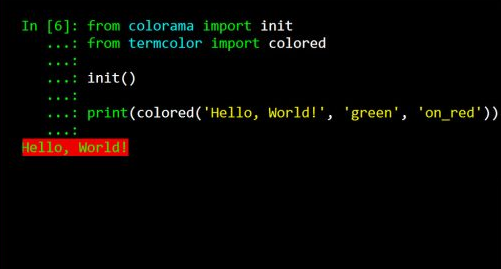 In [6]: from colorama import init
...: from termcolor import colored
...:
...: init()
...:
...: print(colored('Hello, World!', 'green', 'on_red'))
...:
Hello, World!